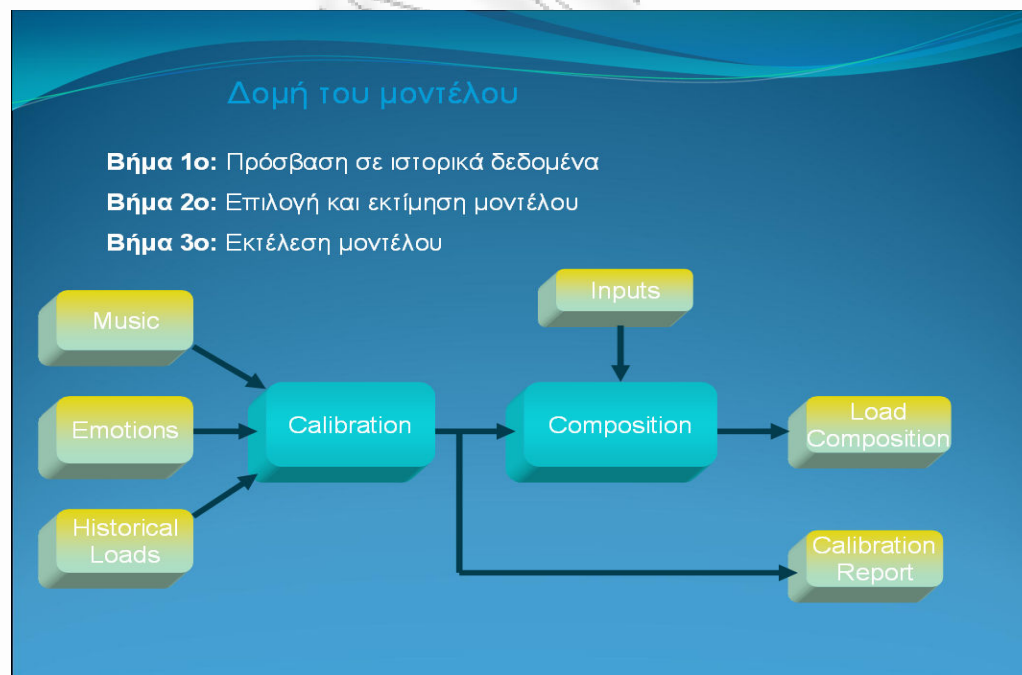 Δομή του μοντέλου
Βήμα 1ο: Πρόσβαση σε ιστορικά δεδομένα
Βήμα 2ο: Επιλογή και εκτίμηση μοντέλου
Βήμα 3ο: Εκτέλεση μοντέλου
Inputs
Music
Emotions
Calibration
Composition
Load
Composition
Historical
Loads
Calibration
Report